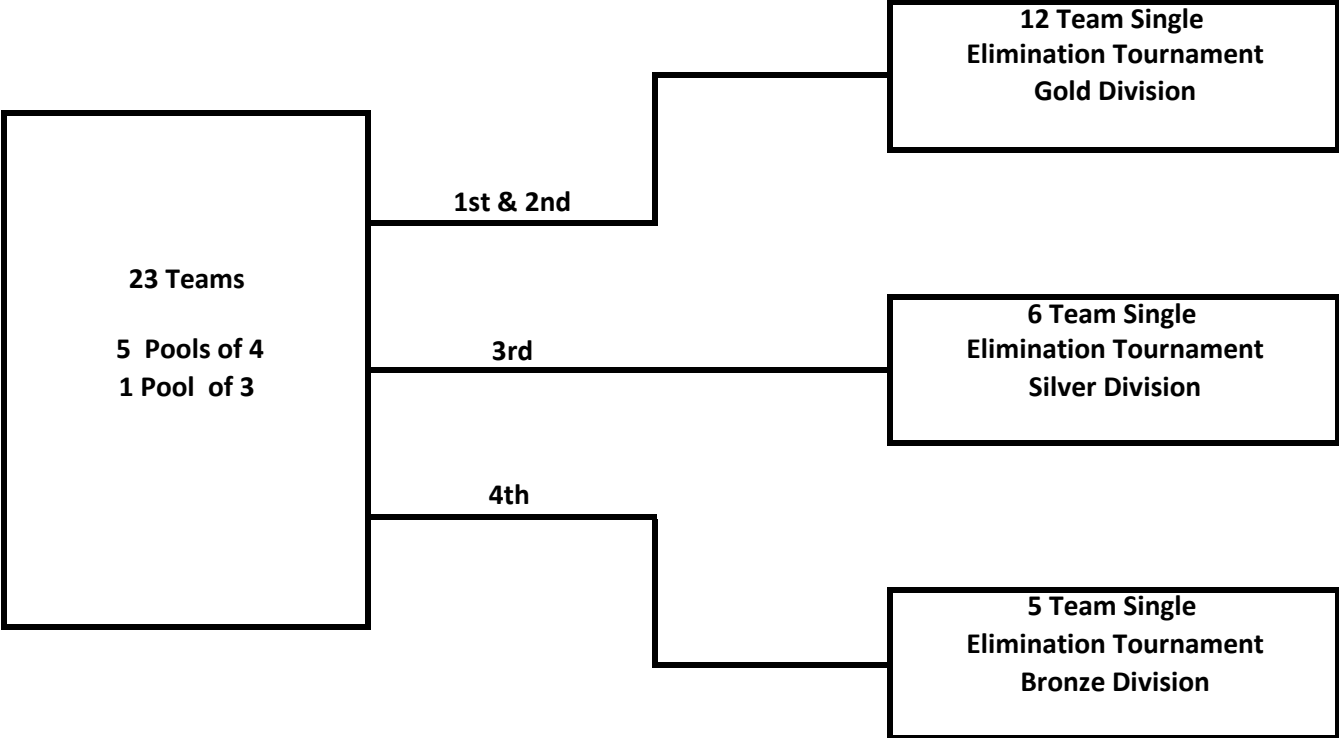 12 Team Single
Elimination Tournament
Gold Division
1st & 2nd
23 Teams
5 Pools of 4
1 Pool of 3
3rd
6 Team Single
Elimination Tournament
Silver Division
4th
5 Team Single
Elimination Tournament
Bronze Division